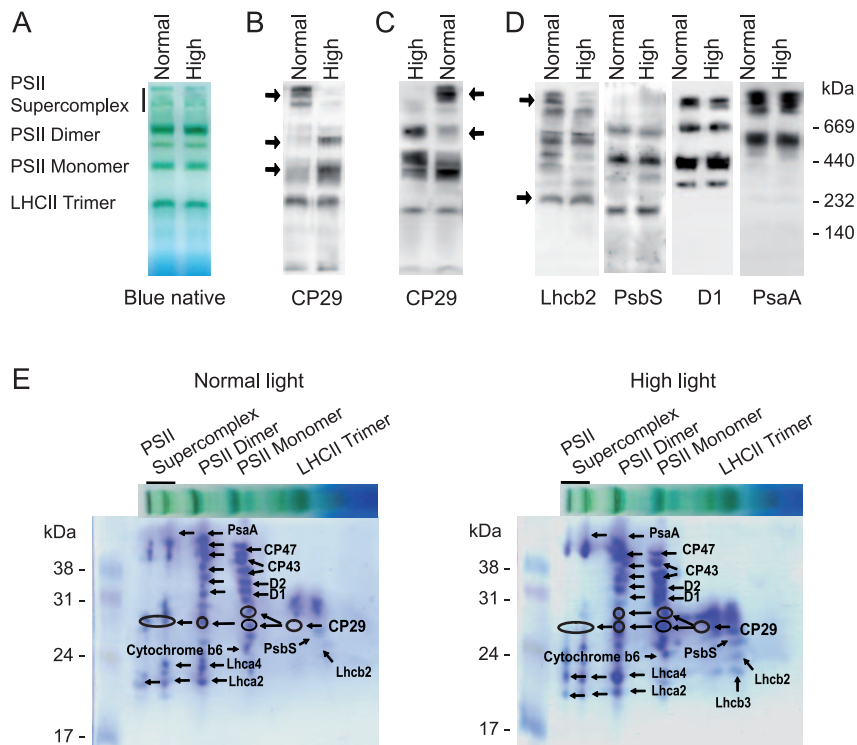 A
B
C
D
Normal
High
Normal
High
High
Normal
Normal
High
Normal
High
Normal
High
Normal
High
PSII
Supercomplex
PSII Dimer
PSII Monomer
LHCII Trimer
kDa
- 669
- 440
- 232
- 140
Blue native
CP29
CP29
Lhcb2
PsbS
D1
PsaA
E
Normal light
PSII
Supercomplex
PSII Dimer
PSII Monomer
LHCII Trimer
kDa
38 -
31 -
24 -
17 -
PsaA
CP47
CP43
D2
D1
CP29
PsbS
Cytochrome b6
Lhcb2
Lhca4
Lhca2
High light
PSII
Supercomplex
PSII Dimer
PSII Monomer
LHCII Trimer
kDa
38 -
31 -
24 -
17 -
PsaA
CP47
CP43
D2
D1
CP29
PsbS
Cytochrome b6
Lhcb2
Lhca4
Lhca2
Lhcb3